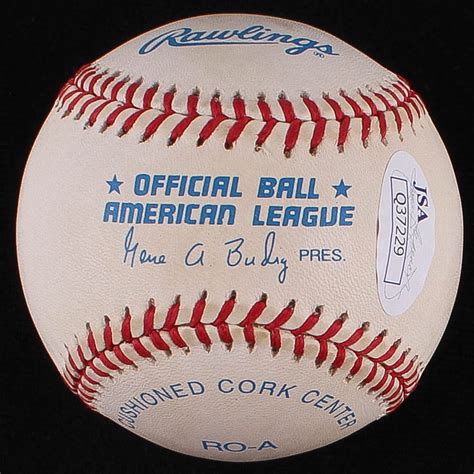 Rawlings
★ OFFICIAL BALL ★
AMERICAN LEAGUE
Gene A. Budig PRES.
CUSHIONED CORK CENTER
RO-A
JSA
Q37229